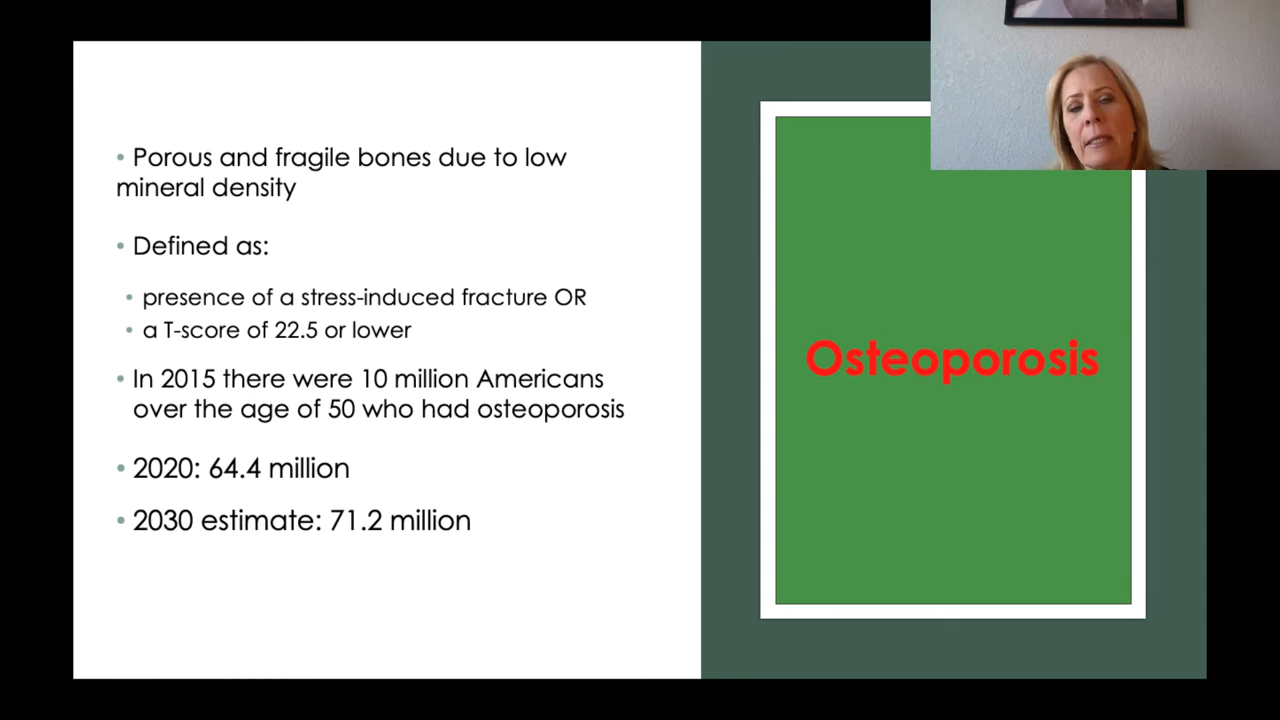 • Porous and fragile bones due to low
mineral density
• Defined as:
• presence of a stress-induced fracture OR
• a T-score of 22.5 or lower
• In 2015 there were 10 million Americans
over the age of 50 who had osteoporosis
• 2020: 64.4 million
• 2030 estimate: 71.2 million
Osteoporosis